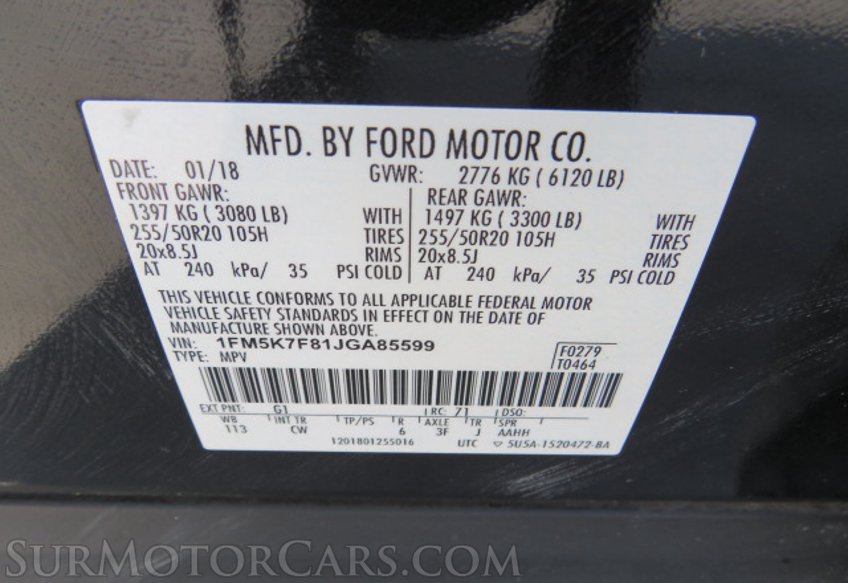 MFD. BY FORD MOTOR CO.
DATE: 01/18 GVWR: 2776 KG ( 6120 LB)
FRONT GAWR: REAR GAWR:
1397 KG ( 3080 LB) WITH 1497 KG ( 3300 LB) WITH
255/50R20 105H TIRES 255/50R20 105H TIRES
20x8.5J RIMS 20x8.5J RIMS
AT 240 kPa/ 35 PSI COLD AT 240 kPa/ 35 PSI COLD
THIS VEHICLE CONFORMS TO ALL APPLICABLE FEDERAL MOTOR
VEHICLE SAFETY STANDARDS IN EFFECT ON THE DATE OF
MANUFACTURE SHOWN ABOVE.
VIN: 1FM5K7F81JGA85599 F0279
TYPE: MPV T0464
EXT PNT: G1 RC: 71 DSO:
WB INT TR TP/PS R AXLE TR SPR
113 CW 6 3F J AAHH
1201801255016 UTC ▽ 5U5A-1520472-BA
SURMOTORCARS.COM